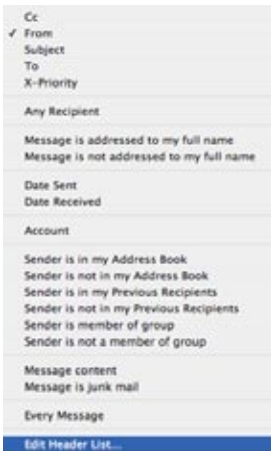 Cc
✓ From
Subject
To
X-Priority
Any Recipient
Message is addressed to my full name
Message is not addressed to my full name
Date Sent
Date Received
Account
Sender is in my Address Book
Sender is not in my Address Book
Sender is in my Previous Recipients
Sender is not in my Previous Recipients
Sender is member of group
Sender is not a member of group
Message content
Message is junk mail
Every Message
Edit Header List...